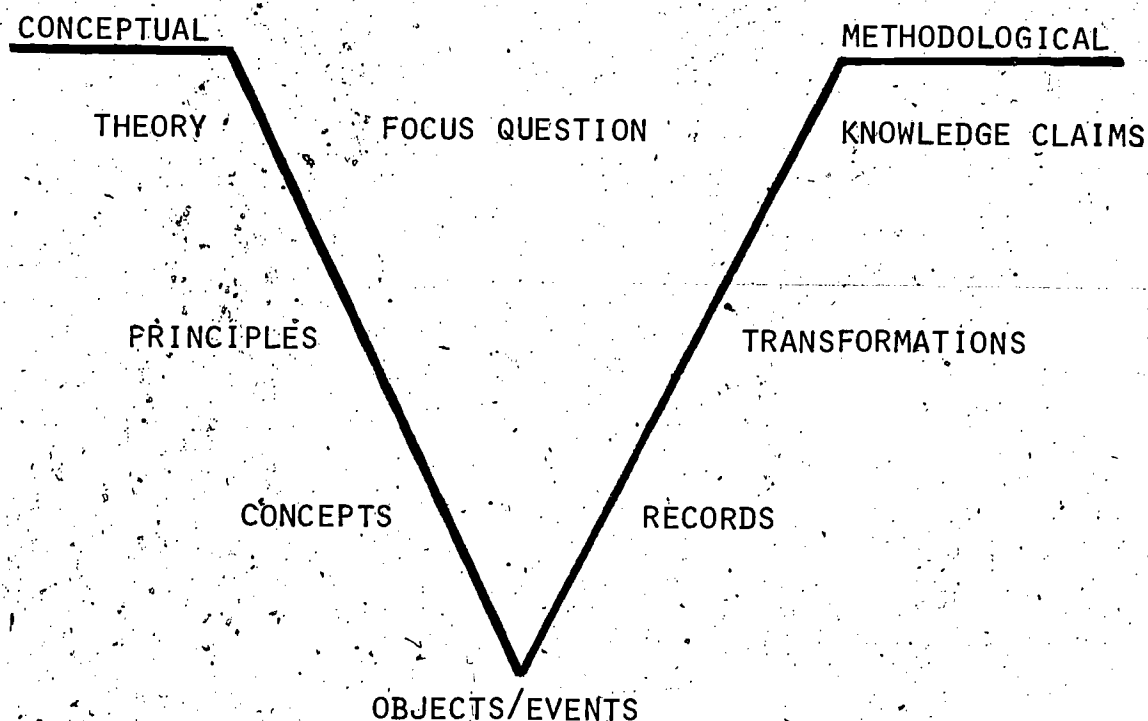 CONCEPTUAL
METHODOLOGICAL
THEORY
FOCUS QUESTION
KNOWLEDGE CLAIMS
PRINCIPLES
TRANSFORMATIONS
CONCEPTS
RECORDS
OBJECTS/EVENTS